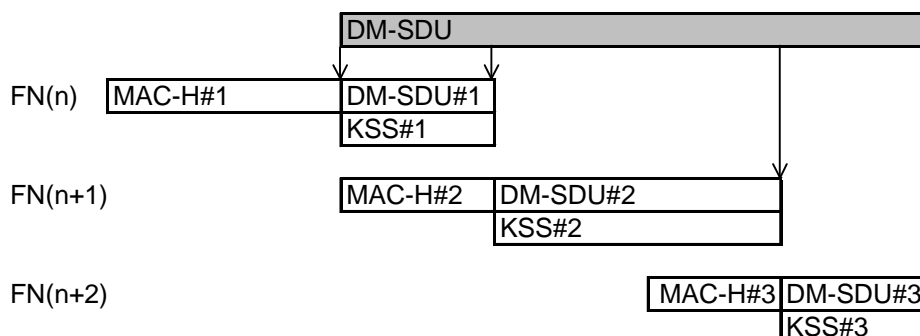 DM-SDU
FN(n) MAC-H#1 DM-SDU#1
KSS#1
FN(n+1) MAC-H#2 DM-SDU#2
KSS#2
FN(n+2) MAC-H#3 DM-SDU#3
KSS#3